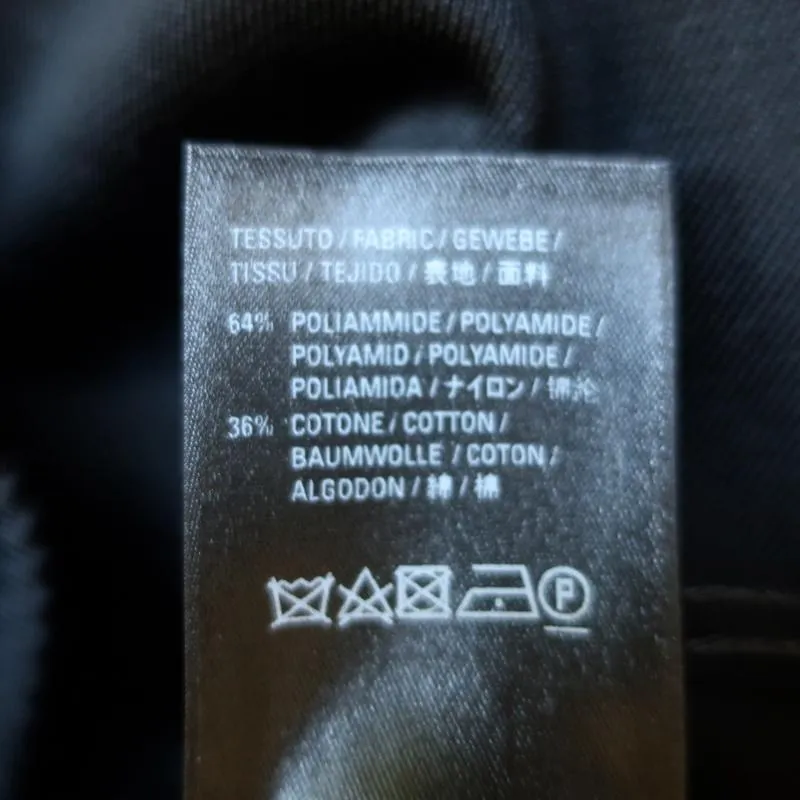 TESSUTO / FABRIC / GEWEBE /
TISSU / TEJIDO / 表地 / 面料
64% POLIAMMIDE / POLYAMIDE /
POLYAMID / POLYAMIDE /
POLIAMIDA / ナイロン / 锦纶
36% COTONE / COTTON /
BAUMWOLLE / COTON /
ALGODON / 綿 / 棉
P